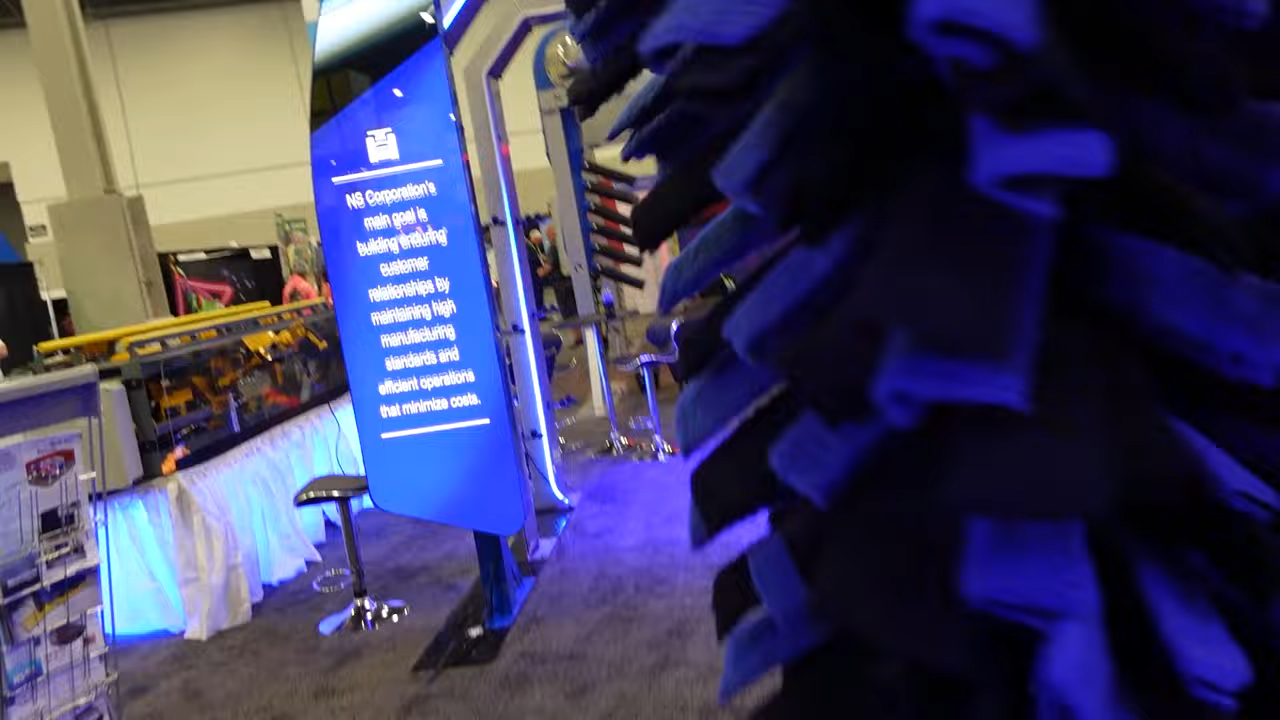 NS Corporation's
main goal is
building enduring
customer
relationships by
maintaining high
manufacturing
standards and
efficient operations
that minimize costs.